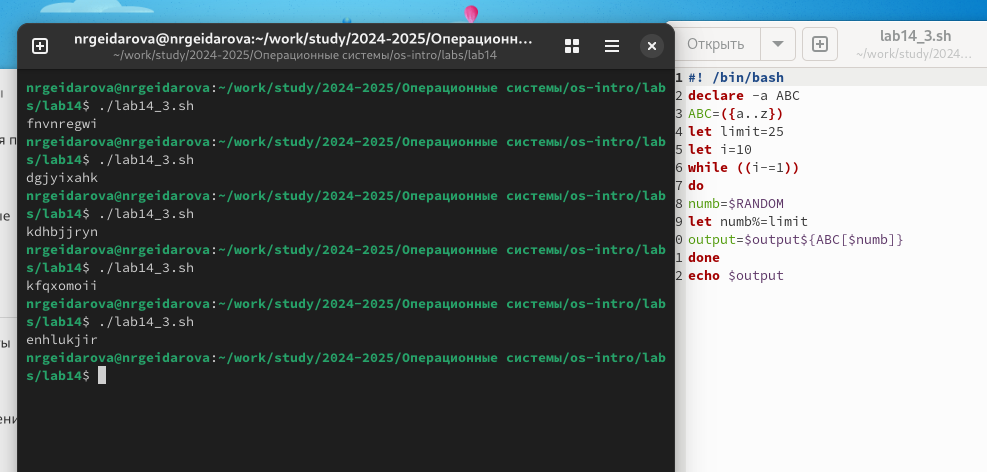 nrgeidarova@nrgeidarova:~/work/study/2024-2025/Операционн...
~/work/study/2024-2025/Операционные системы/os-intro/labs/lab14
nrgeidarova@nrgeidarova:~/work/study/2024-2025/Операционные системы/os-intro/lab
s/lab14$ ./lab14_3.sh
fnvnregwi
nrgeidarova@nrgeidarova:~/work/study/2024-2025/Операционные системы/os-intro/lab
s/lab14$ ./lab14_3.sh
dgjyixahk
nrgeidarova@nrgeidarova:~/work/study/2024-2025/Операционные системы/os-intro/lab
s/lab14$ ./lab14_3.sh
kdhbjjryn
nrgeidarova@nrgeidarova:~/work/study/2024-2025/Операционные системы/os-intro/lab
s/lab14$ ./lab14_3.sh
kfqxomoii
nrgeidarova@nrgeidarova:~/work/study/2024-2025/Операционные системы/os-intro/lab
s/lab14$ ./lab14_3.sh
enhlukjir
nrgeidarova@nrgeidarova:~/work/study/2024-2025/Операционные системы/os-intro/lab
s/lab14$
Открыть
lab14_3.sh
~/work/study/2024...
1 #! /bin/bash
2 declare -a ABC
3 ABC=({a..z})
4 let limit=25
5 let i=10
6 while ((i-=1))
7 do
8 numb=$RANDOM
9 let numb%=limit
0 output=$output${ABC[$numb]}
1 done
2 echo $output